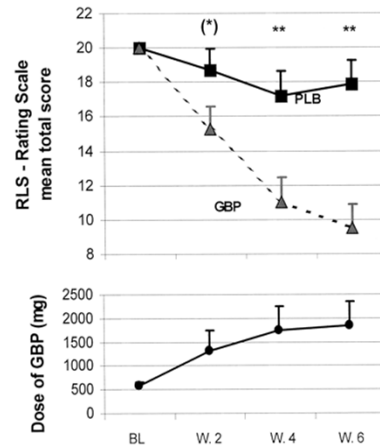 (*) ** **
RLS - Rating Scale
mean total score
20
18
16
14
12
10
8
PLB
GBP
Dose of GBP (mg)
2500
2000
1500
1000
500
0
BL W. 2 W. 4 W. 6